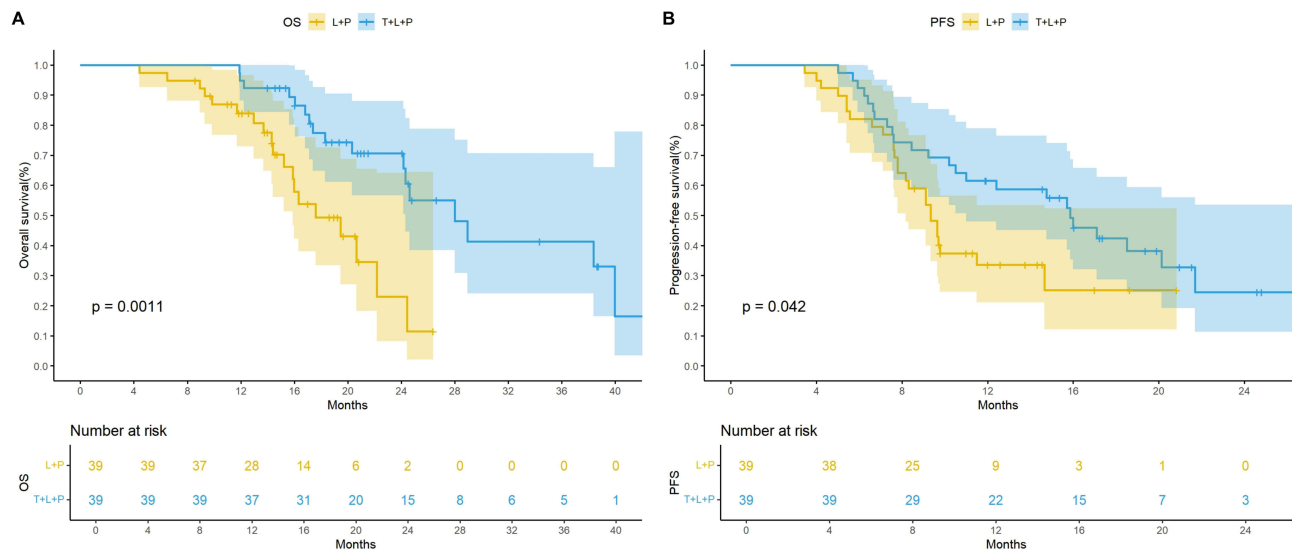 A
OS L+P T+L+P
Overall survival(%)
1.0
0.9
0.8
0.7
0.6
0.5
0.4
0.3
0.2
0.1
0.0
p = 0.0011
0 4 8 12 16 20 24 28 32 36 40
Months
Number at risk
OS
L+P 39 39 37 28 14 6 2 0 0 0 0
T+L+P 39 39 39 37 31 20 15 8 6 5 1
0 4 8 12 16 20 24 28 32 36 40
Months
B
PFS L+P T+L+P
Progression-free survival(%)
1.0
0.9
0.8
0.7
0.6
0.5
0.4
0.3
0.2
0.1
0.0
p = 0.042
0 4 8 12 16 20 24
Months
Number at risk
PFS
L+P 39 38 25 9 3 1 0
T+L+P 39 39 29 22 15 7 3
0 4 8 12 16 20 24
Months